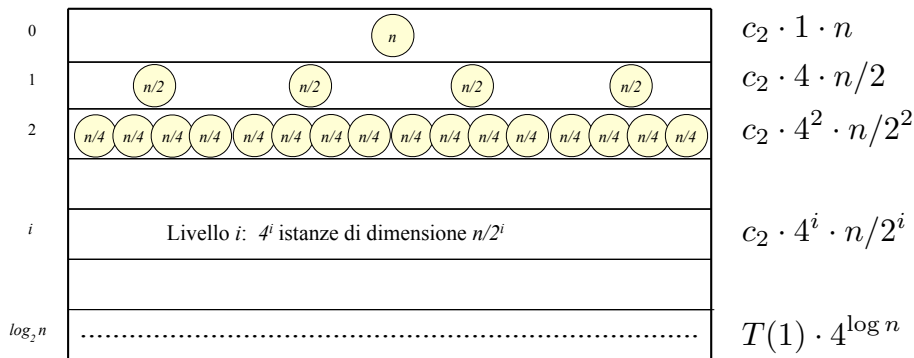 0 n c₂ · 1 · n
1 n/2 n/2 n/2 n/2 c₂ · 4 · n/2
2 n/4 n/4 n/4 n/4 n/4 n/4 n/4 n/4 n/4 n/4 n/4 n/4 n/4 n/4 n/4 n/4 c₂ · 4² · n/2²
i Livello i: 4ⁱ istanze di dimensione n/2ⁱ c₂ · 4ⁱ · n/2ⁱ
log₂ n ........ T(1) · 4^{log n}